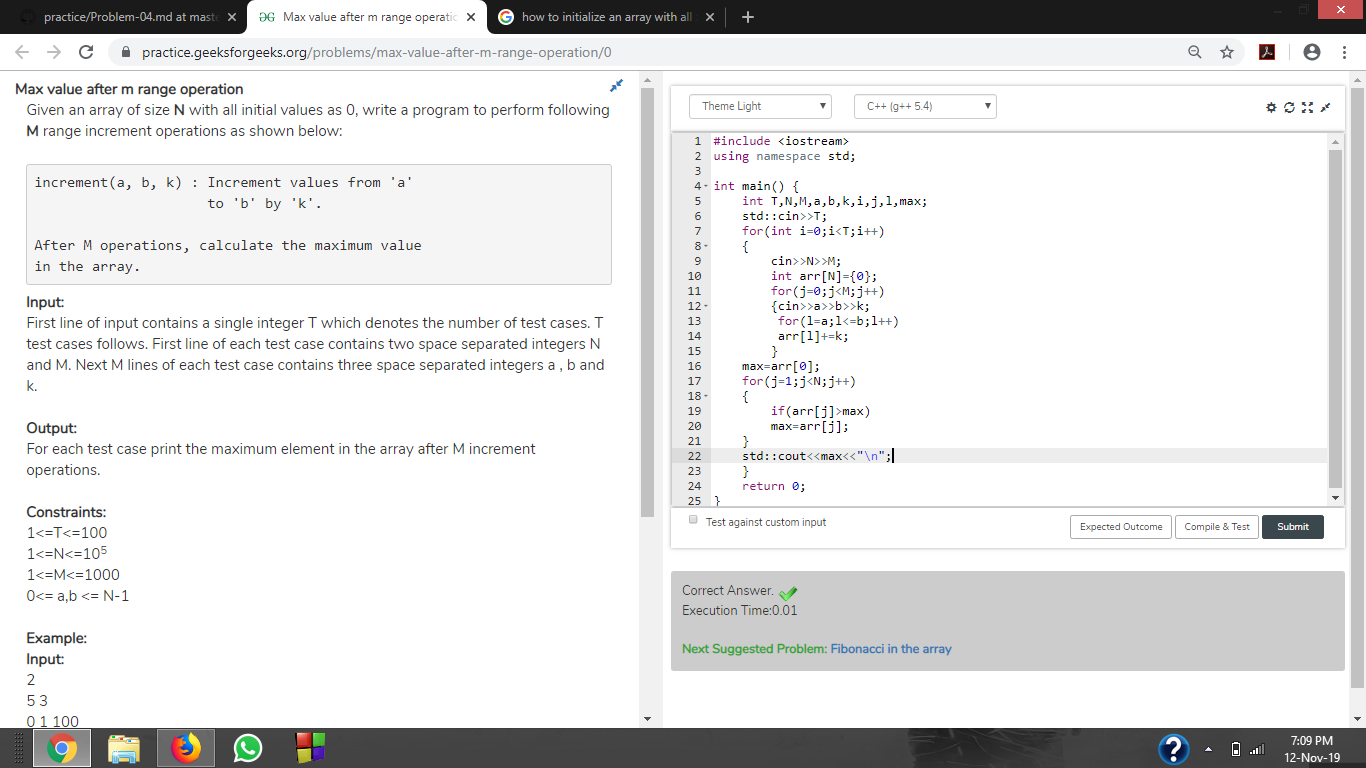 practice/Problem-04.md at maste
Max value after m range operatic
how to initialize an array with all
practice.geeksforgeeks.org/problems/max-value-after-m-range-operation/0
Max value after m range operation
Given an array of size N with all initial values as 0, write a program to perform following
M range increment operations as shown below:
increment(a, b, k) : Increment values from 'a'
to 'b' by 'k'.
After M operations, calculate the maximum value
in the array.
Input:
First line of input contains a single integer T which denotes the number of test cases. T
test cases follows. First line of each test case contains two space separated integers N
and M. Next M lines of each test case contains three space separated integers a , b and
k.
Output:
For each test case print the maximum element in the array after M increment
operations.
Constraints:
1<=T<=100
1<=N<=10⁵
1<=M<=1000
0<= a,b <= N-1
Example:
Input:
2
5 3
0 1 100
Theme Light
C++ (g++ 5.4)
1 #include <iostream>
2 using namespace std;
3
4 int main() {
5 int T,N,M,a,b,k,i,j,l,max;
6 std::cin>>T;
7 for(int i=0;i<T;i++)
8 {
9 cin>>N>>M;
10 int arr[N]={0};
11 for(j=0;j<M;j++)
12 {cin>>a>>b>>k;
13 for(l=a;l<=b;l++)
14 arr[l]+=k;
15 }
16 max=arr[0];
17 for(j=1;j<N;j++)
18 {
19 if(arr[j]>max)
20 max=arr[j];
21 }
22 std::cout<<max<<"\n";
23 }
24 return 0;
25 }
Test against custom input
Expected Outcome
Compile & Test
Submit
Correct Answer.
Execution Time:0.01
Next Suggested Problem: Fibonacci in the array
7:09 PM
12-Nov-19